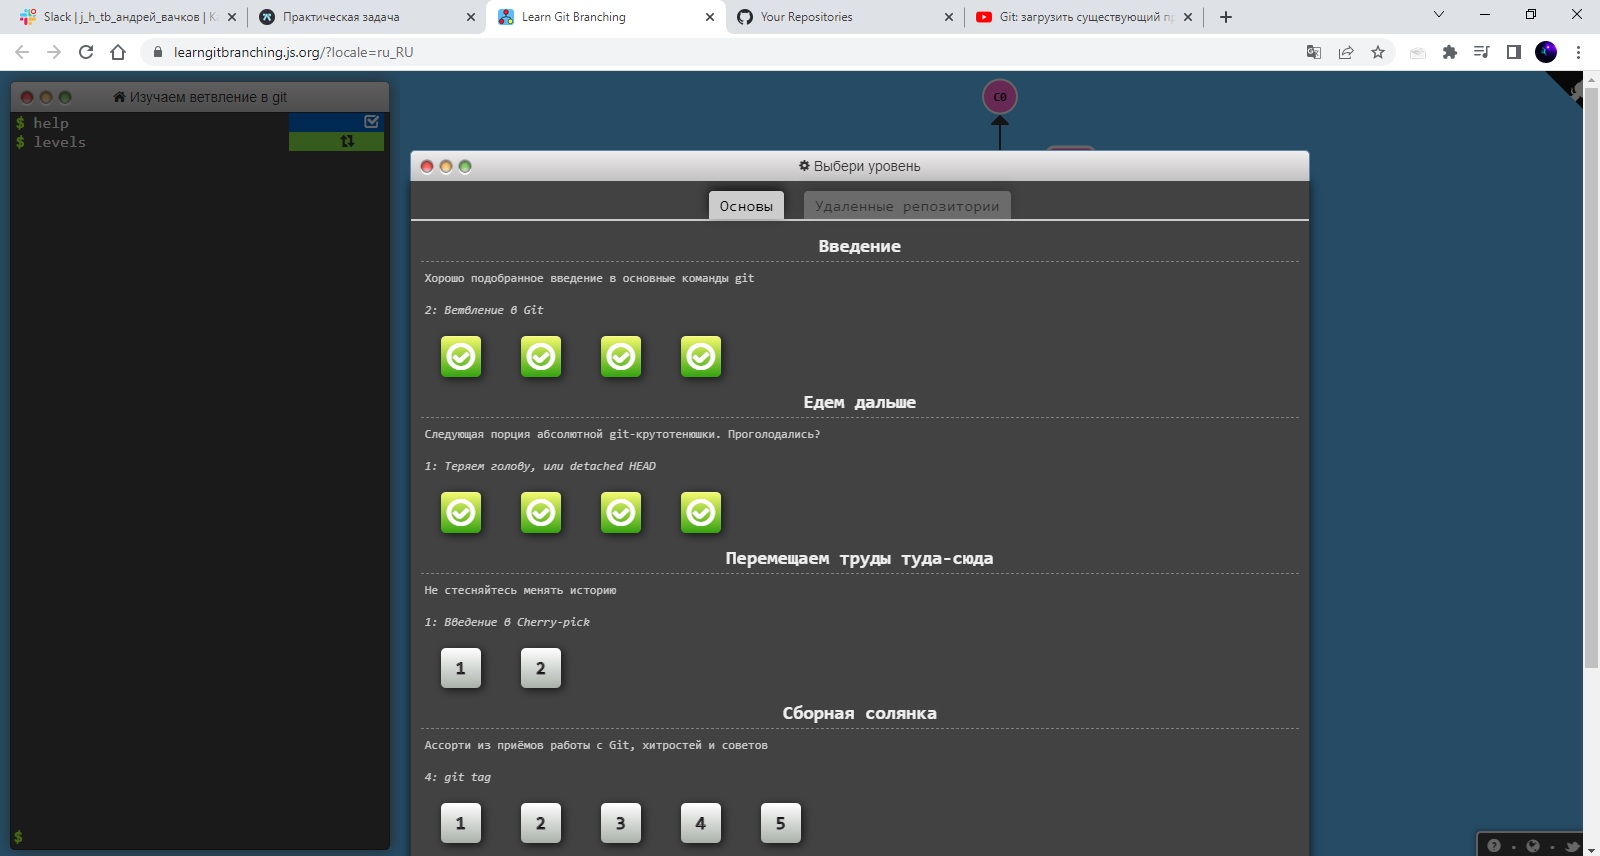 Slack | j_h_tb_андрей_вачков |
Практическая задача
Learn Git Branching
Your Repositories
Git: загрузить существующий
learngitbranching.js.org/?locale=ru_RU
Изучаем ветвление в git
$ help
$ levels
C0
Выбери уровень
Основы
Удаленные репозитории
Введение
Хорошо подобранное введение в основные команды git
2: Ветвление в Git
Едем дальше
Следующая порция абсолютной git-крутотенюшки. Проголодались?
1: Теряем голову, или detached HEAD
Перемещаем труды туда-сюда
Не стесняйтесь менять историю
1: Введение в Cherry-pick
1 2
Сборная солянка
Ассорти из приёмов работы с Git, хитростей и советов
4: git tag
1 2 3 4 5
$